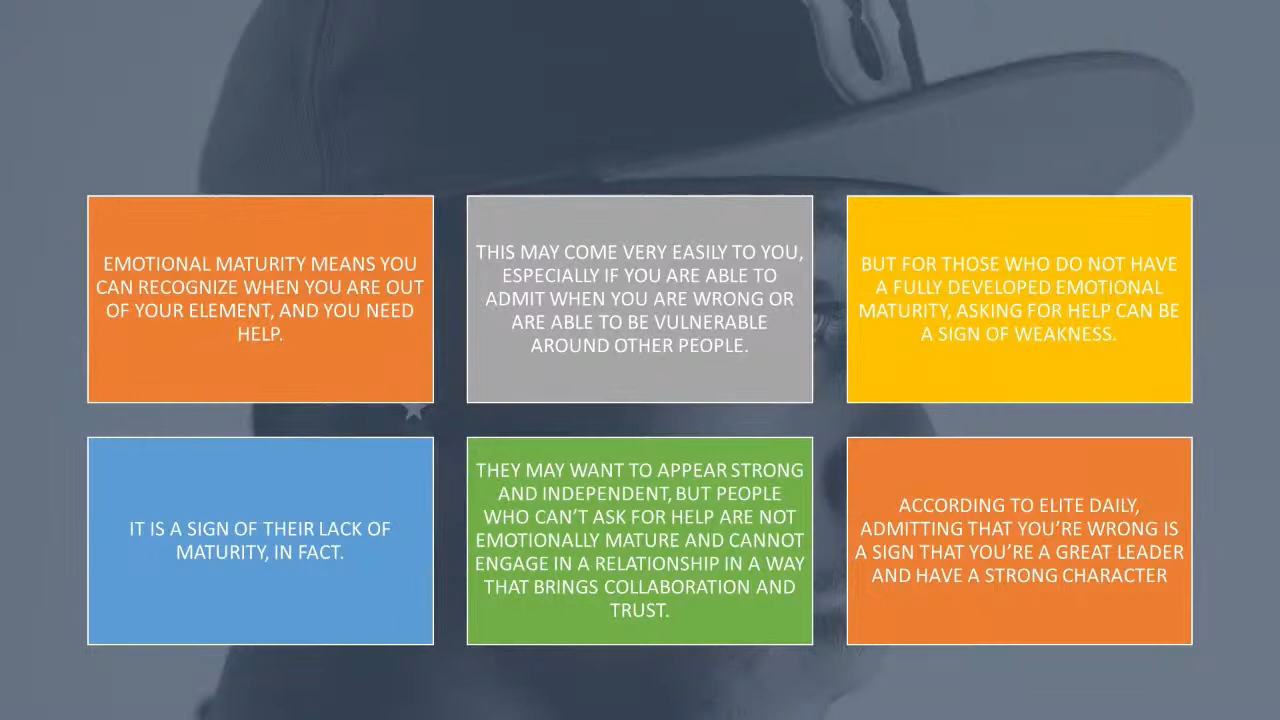 EMOTIONAL MATURITY MEANS YOU
CAN RECOGNIZE WHEN YOU ARE OUT
OF YOUR ELEMENT, AND YOU NEED
HELP.
THIS MAY COME VERY EASILY TO YOU,
ESPECIALLY IF YOU ARE ABLE TO
ADMIT WHEN YOU ARE WRONG OR
ARE ABLE TO BE VULNERABLE
AROUND OTHER PEOPLE.
BUT FOR THOSE WHO DO NOT HAVE
A FULLY DEVELOPED EMOTIONAL
MATURITY, ASKING FOR HELP CAN BE
A SIGN OF WEAKNESS.
IT IS A SIGN OF THEIR LACK OF
MATURITY, IN FACT.
THEY MAY WANT TO APPEAR STRONG
AND INDEPENDENT, BUT PEOPLE
WHO CAN’T ASK FOR HELP ARE NOT
EMOTIONALLY MATURE AND CANNOT
ENGAGE IN A RELATIONSHIP IN A WAY
THAT BRINGS COLLABORATION AND
TRUST.
ACCORDING TO ELITE DAILY,
ADMITTING THAT YOU’RE WRONG IS
A SIGN THAT YOU’RE A GREAT LEADER
AND HAVE A STRONG CHARACTER